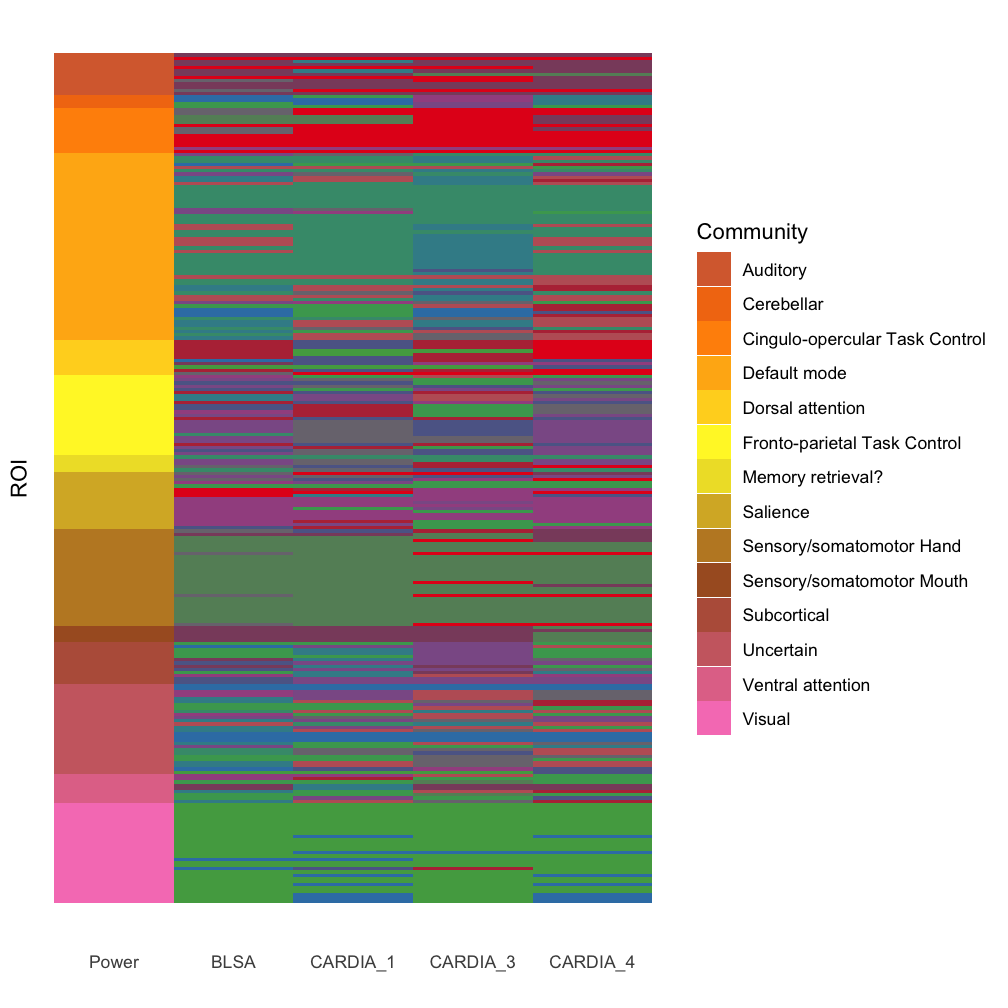 Community
Auditory
Cerebellar
Cingulo-opercular Task Control
Default mode
Dorsal attention
Fronto-parietal Task Control
Memory retrieval?
Salience
Sensory/somatomotor Hand
Sensory/somatomotor Mouth
Subcortical
Uncertain
Ventral attention
Visual
ROI
Power BLSA CARDIA_1 CARDIA_3 CARDIA_4